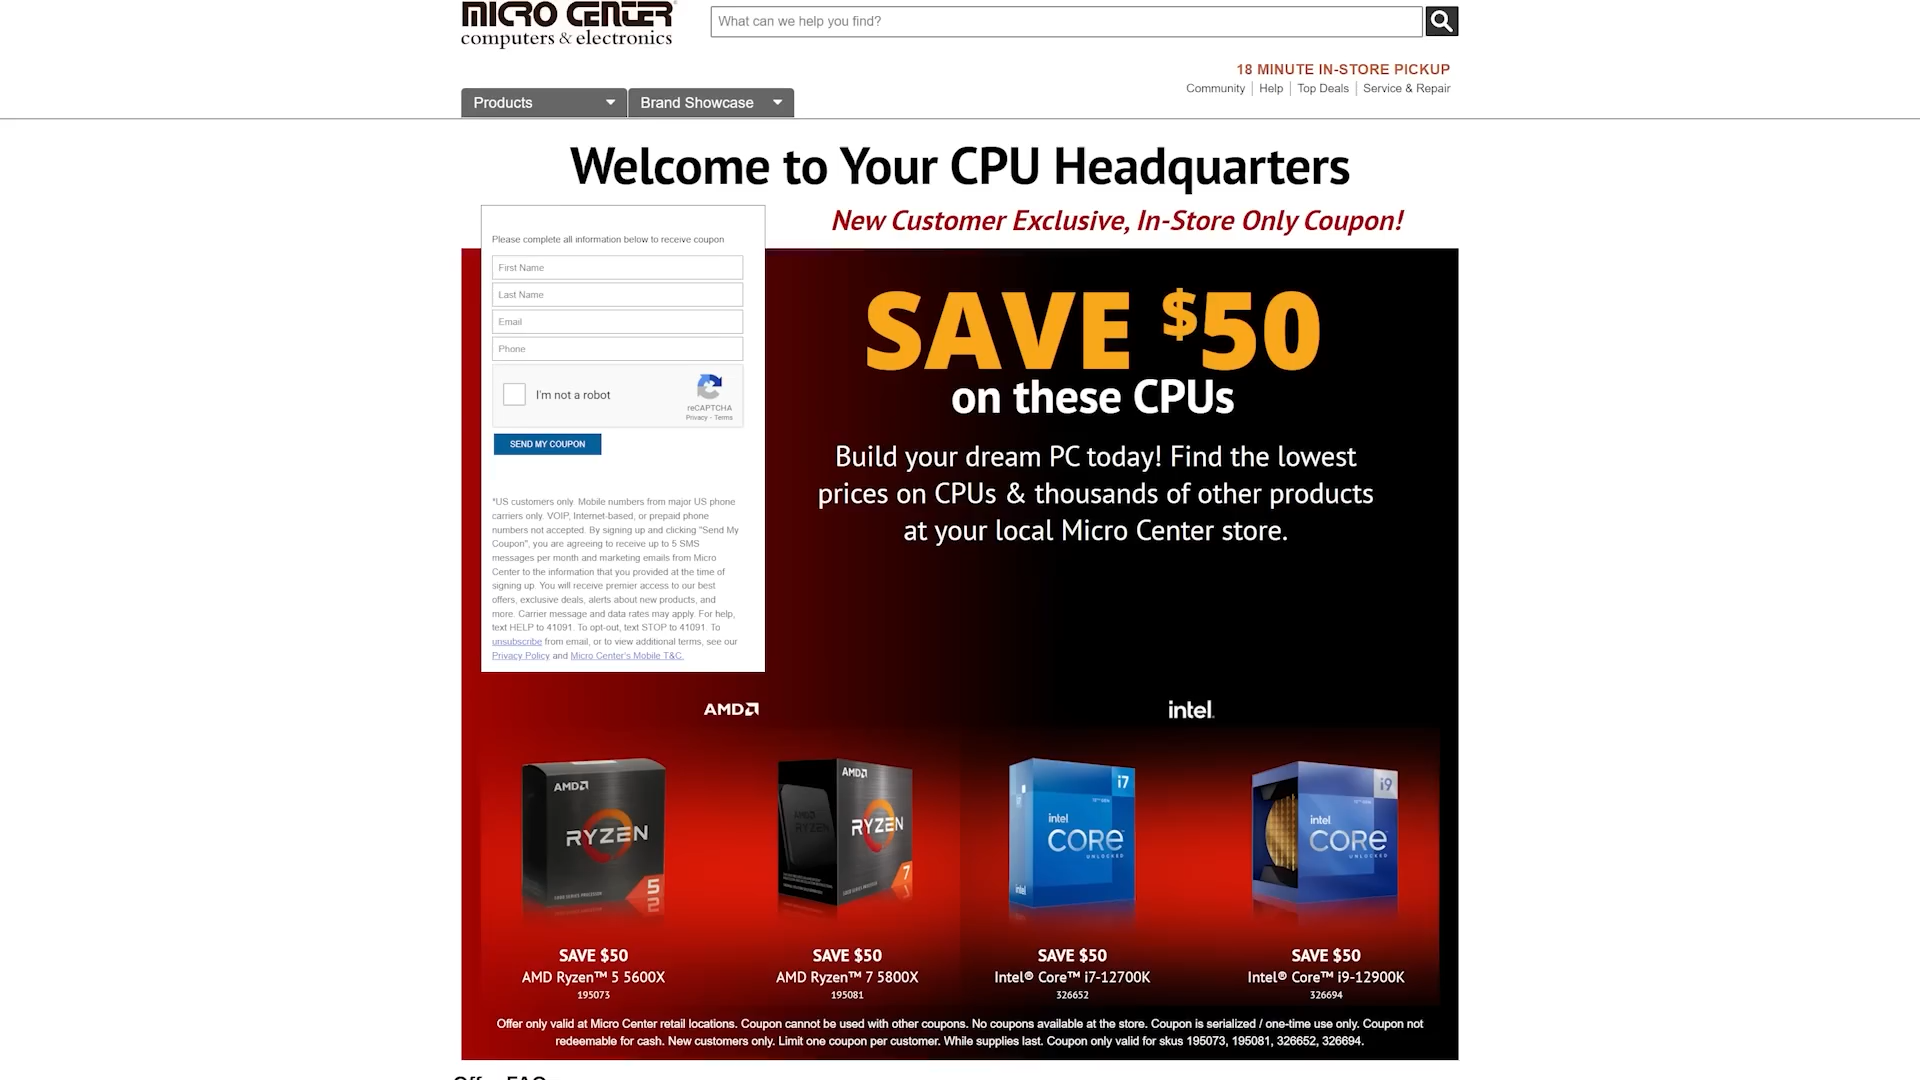 MICRO CENTER
computers & electronics
What can we help you find?
18 MINUTE IN-STORE PICKUP
Community Help Top Deals Service & Repair
Products Brand Showcase
Welcome to Your CPU Headquarters
New Customer Exclusive, In-Store Only Coupon!
Please complete all information below to receive coupon
First Name
Last Name
Email
Phone
I'm not a robot
reCAPTCHA
Privacy - Terms
SEND MY COUPON
*US customers only. Mobile numbers from major US phone
carriers only. VOIP, Internet-based, or prepaid phone
numbers not accepted. By signing up and clicking "Send My
Coupon", you are agreeing to receive up to 5 SMS
messages per month and marketing emails from Micro
Center to the information that you provided at the time of
signing up. You will receive premier access to our best
offers, exclusive deals, alerts about new products, and
more. Carrier message and data rates may apply. For help,
text HELP to 41091. To opt-out, text STOP to 41091. To
unsubscribe from email, or to view additional terms, see our
Privacy Policy and Micro Center's Mobile T&C.
SAVE $50
on these CPUs
Build your dream PC today! Find the lowest
prices on CPUs & thousands of other products
at your local Micro Center store.
AMD
intel.
AMD
RYZEN
5
AMD
RYZEN
7
i7
intel
CORE
UNLOCKED
intel
i9
intel
CORE
UNLOCKED
SAVE $50
AMD Ryzen™ 5 5600X
195073
SAVE $50
AMD Ryzen™ 7 5800X
195081
SAVE $50
Intel® Core™ i7-12700K
326652
SAVE $50
Intel® Core™ i9-12900K
326694
Offer only valid at Micro Center retail locations. Coupon cannot be used with other coupons. No coupons available at the store. Coupon is serialized / one-time use only. Coupon not
redeemable for cash. New customers only. Limit one coupon per customer. While supplies last. Coupon only valid for skus 195073, 195081, 326652, 326694.